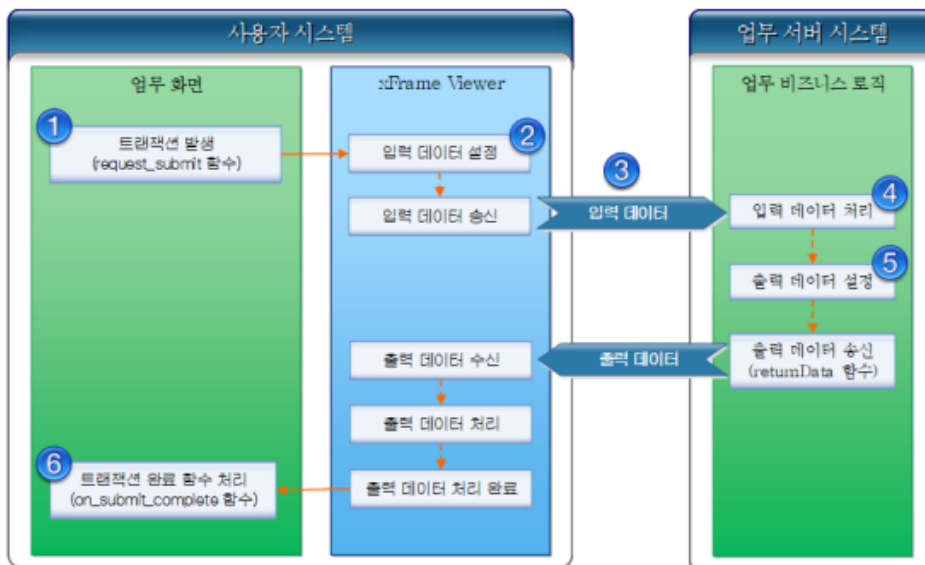 사용자 시스템
업무 서버 시스템
업무 화면
xFrame Viewer
업무 비즈니스 로직
1
트랜잭션 발생
(request_submit 함수)
2
입력 데이터 설정
3
입력 데이터 송신
입력 데이터
4
입력 데이터 처리
5
출력 데이터 설정
출력 데이터 수신
출력 데이터
출력 데이터 송신
(returnData 함수)
출력 데이터 처리
6
트랜잭션 완료 함수 처리
(on_submit_complete 함수)
출력 데이터 처리 완료